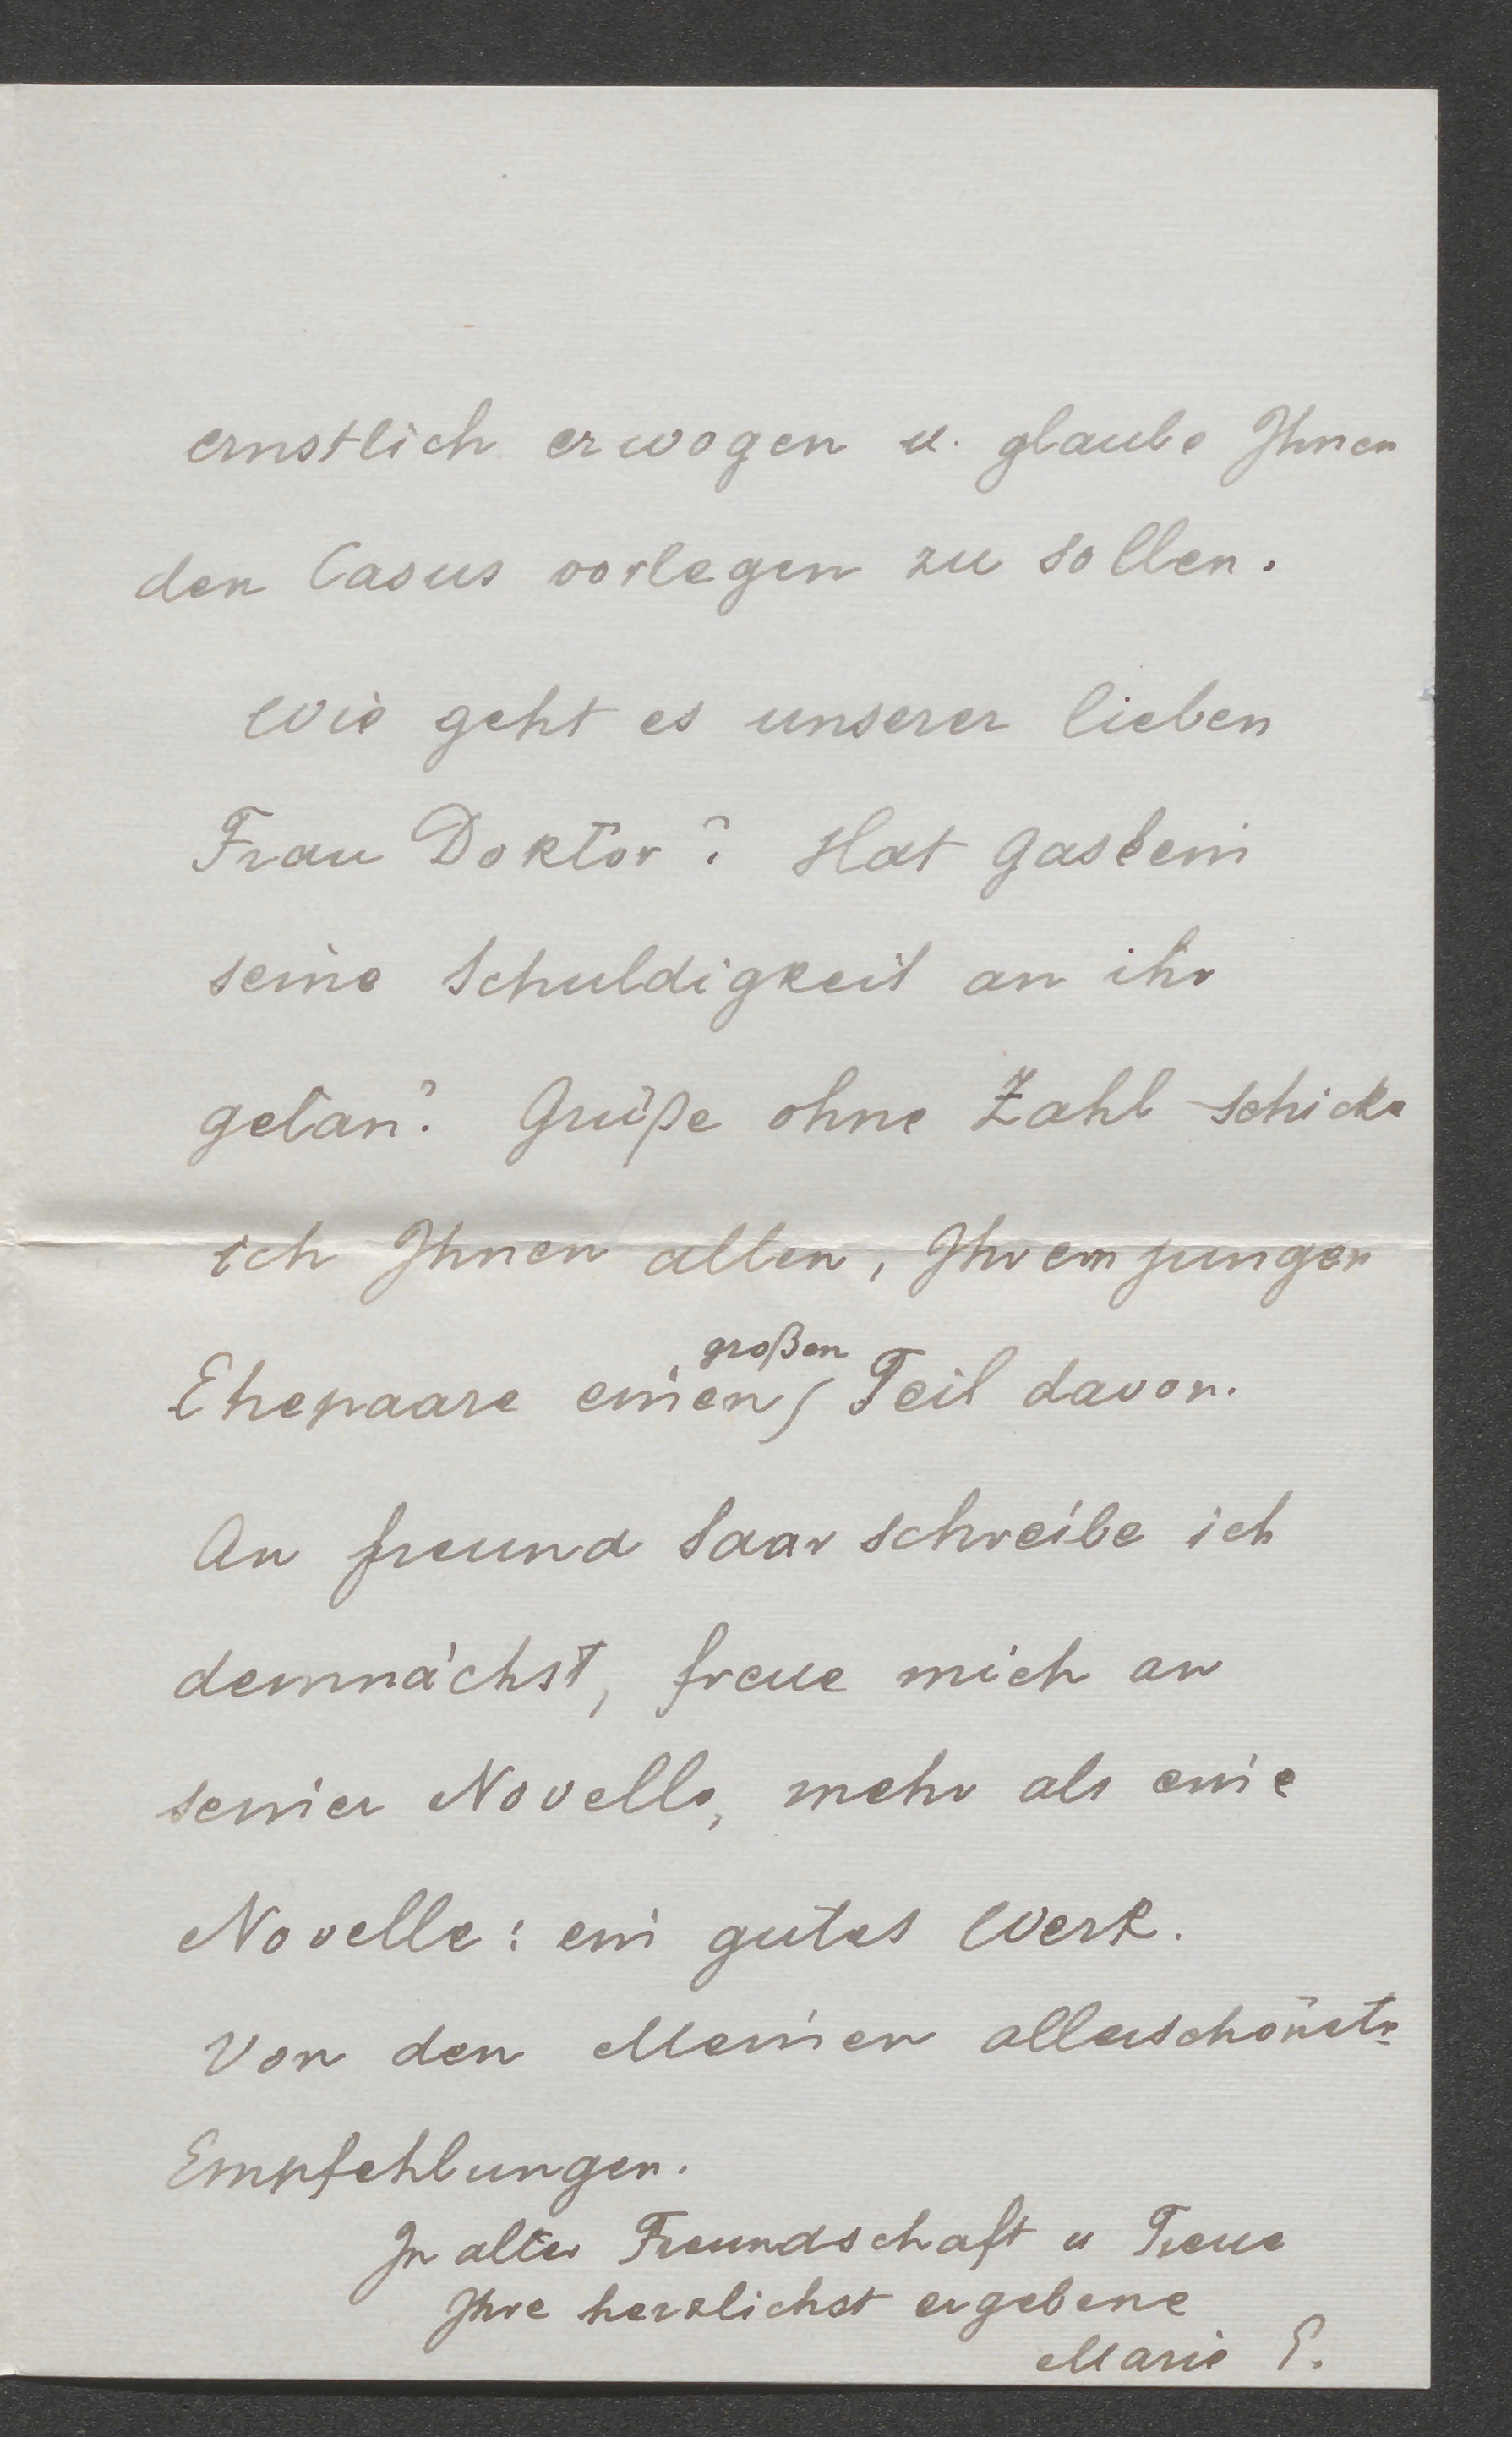 ernstlich erwogen u. glaube Ihnen
den Casus vorlegen zu sollen.
Wie geht es unserer lieben
Frau Doktor? Hat Gastein
seine Schuldigkeit an ihr
getan? Grüße ohne Zahl schicke
ich Ihnen allen, Ihrem jungen
großen
Ehepaare einen Teil davon.
An Freund Saar schreibe ich
demnächst, freue mich an
seiner Novelle, mehr als eine
Novelle: ein gutes Werk.
Von den Meinen allerschönste
Empfehlungen.
In alter Freundschaft u Treue
Ihre herzlichst ergebene
Marie E.